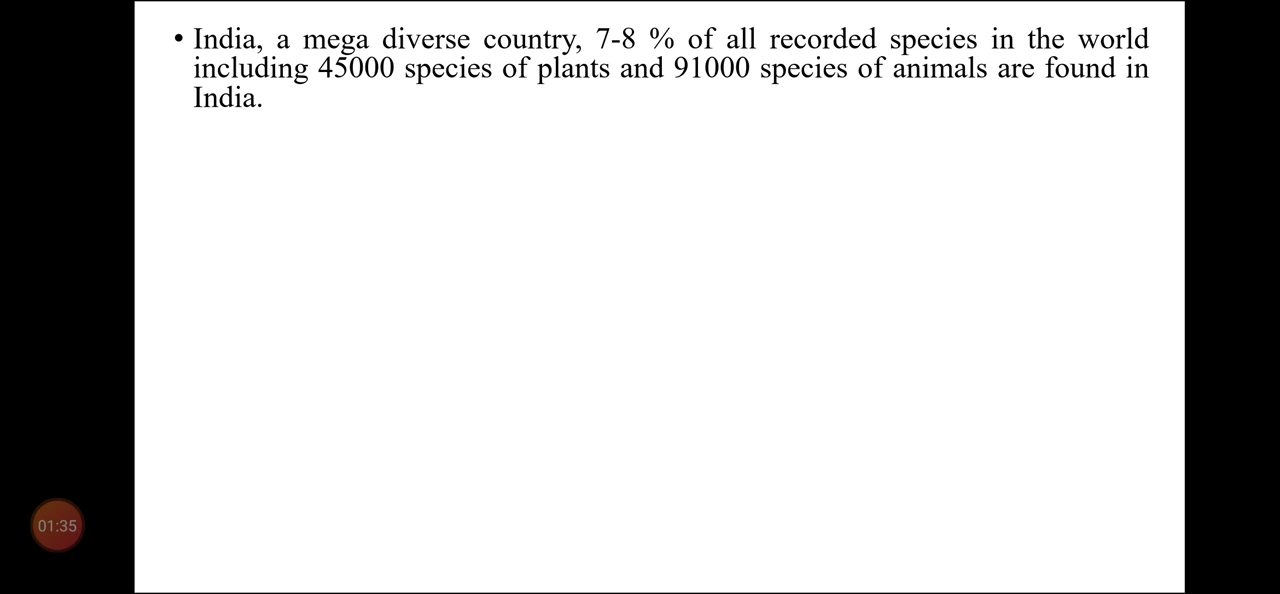 • India, a mega diverse country, 7-8 % of all recorded species in the world
including 45000 species of plants and 91000 species of animals are found in
India.
01:35